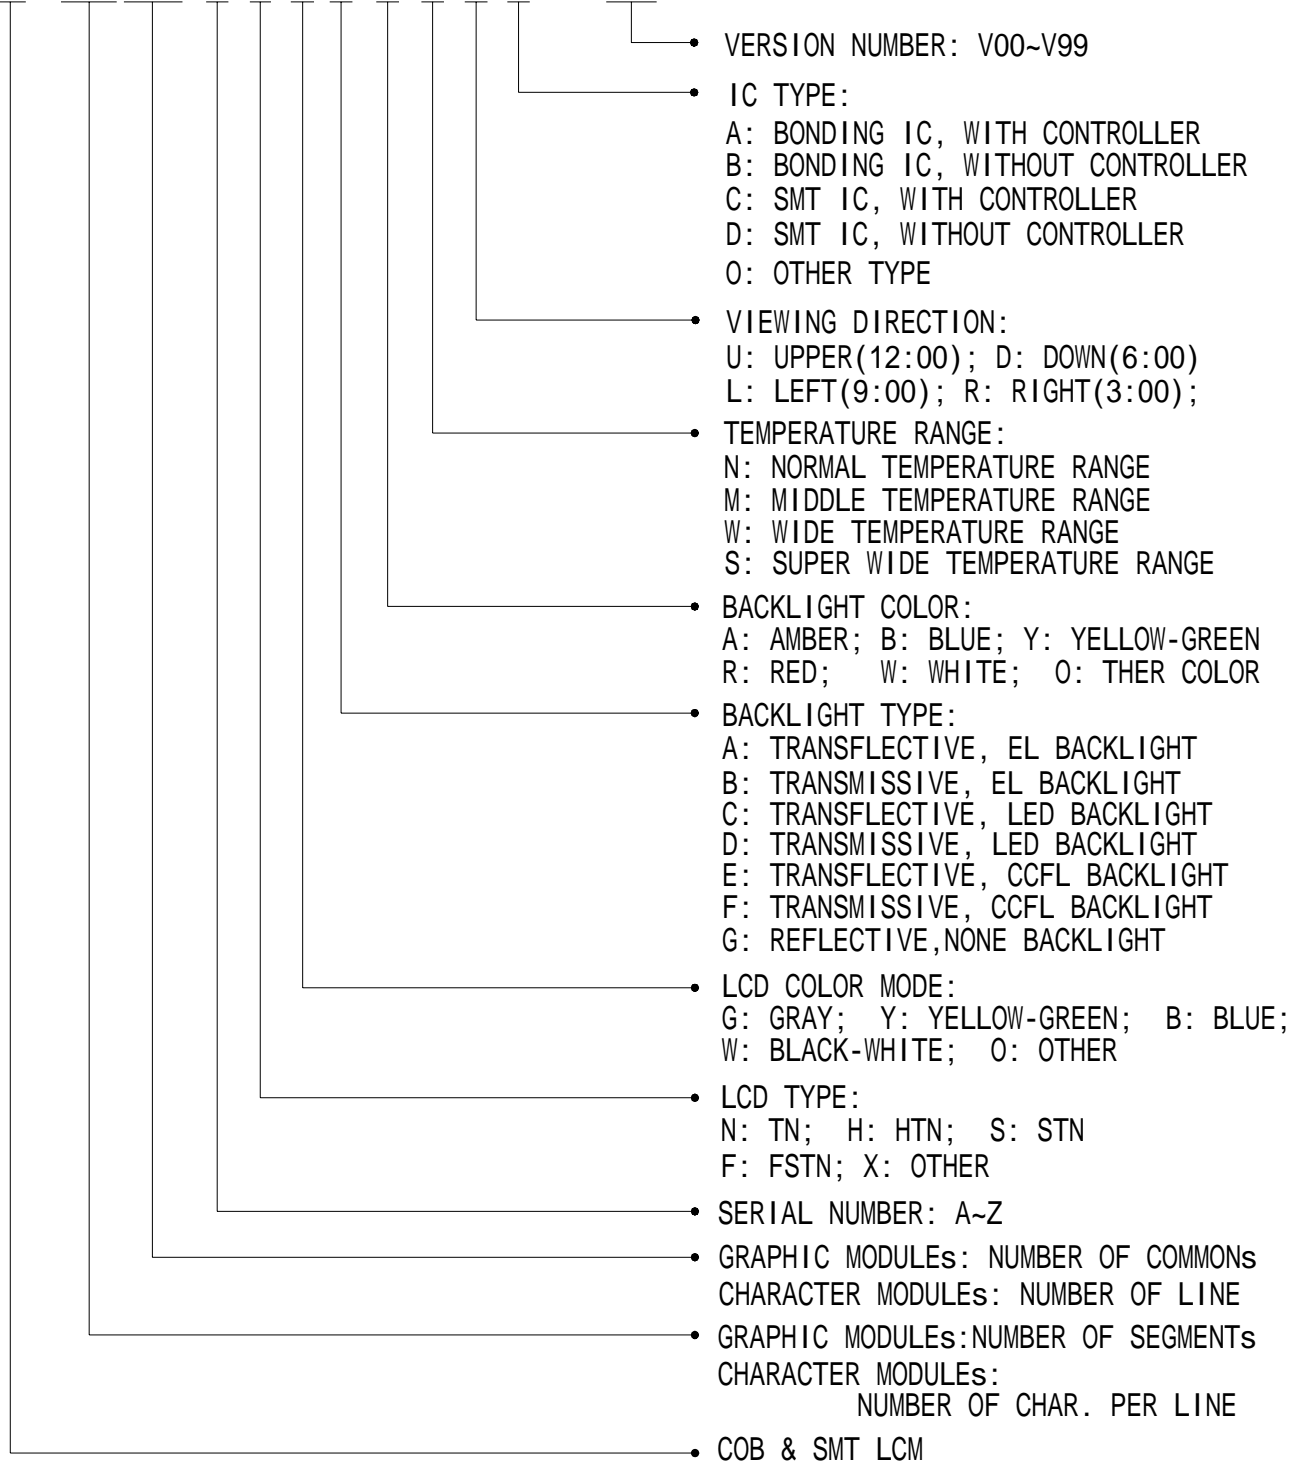 VERSION NUMBER: V00~V99
IC TYPE:
A: BONDING IC, WITH CONTROLLER
B: BONDING IC, WITHOUT CONTROLLER
C: SMT IC, WITH CONTROLLER
D: SMT IC, WITHOUT CONTROLLER
O: OTHER TYPE
VIEWING DIRECTION:
U: UPPER(12:00); D: DOWN(6:00)
L: LEFT(9:00); R: RIGHT(3:00);
TEMPERATURE RANGE:
N: NORMAL TEMPERATURE RANGE
M: MIDDLE TEMPERATURE RANGE
W: WIDE TEMPERATURE RANGE
S: SUPER WIDE TEMPERATURE RANGE
BACKLIGHT COLOR:
A: AMBER; B: BLUE; Y: YELLOW-GREEN
R: RED; W: WHITE; O: THER COLOR
BACKLIGHT TYPE:
A: TRANSFLECTIVE, EL BACKLIGHT
B: TRANSMISSIVE, EL BACKLIGHT
C: TRANSFLECTIVE, LED BACKLIGHT
D: TRANSMISSIVE, LED BACKLIGHT
E: TRANSFLECTIVE, CCFL BACKLIGHT
F: TRANSMISSIVE, CCFL BACKLIGHT
G: REFLECTIVE,NONE BACKLIGHT
LCD COLOR MODE:
G: GRAY; Y: YELLOW-GREEN; B: BLUE;
W: BLACK-WHITE; O: OTHER
LCD TYPE:
N: TN; H: HTN; S: STN
F: FSTN; X: OTHER
SERIAL NUMBER: A~Z
GRAPHIC MODULEs: NUMBER OF COMMONs
CHARACTER MODULEs: NUMBER OF LINE
GRAPHIC MODULEs:NUMBER OF SEGMENTs
CHARACTER MODULEs:
NUMBER OF CHAR. PER LINE
COB & SMT LCM